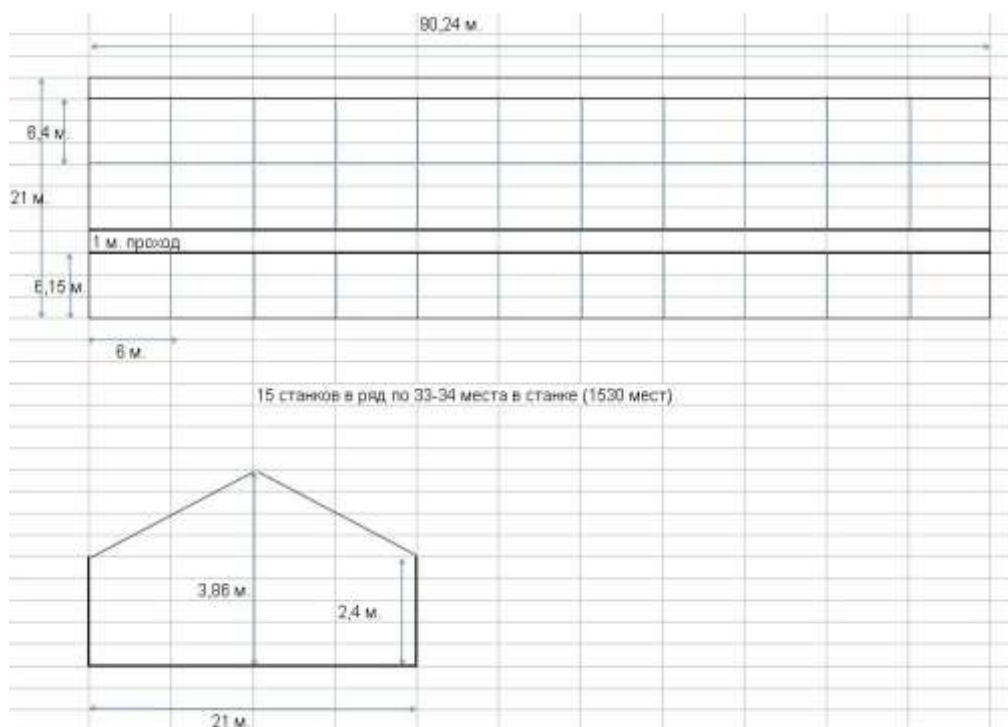 90,24 м.
6,4 м.
21 м.
1 м. проход
6,15 м.
6 м.
15 станков в ряд по 33-34 места в станке (1530 мест)
3,86 м.
2,4 м.
21 м.